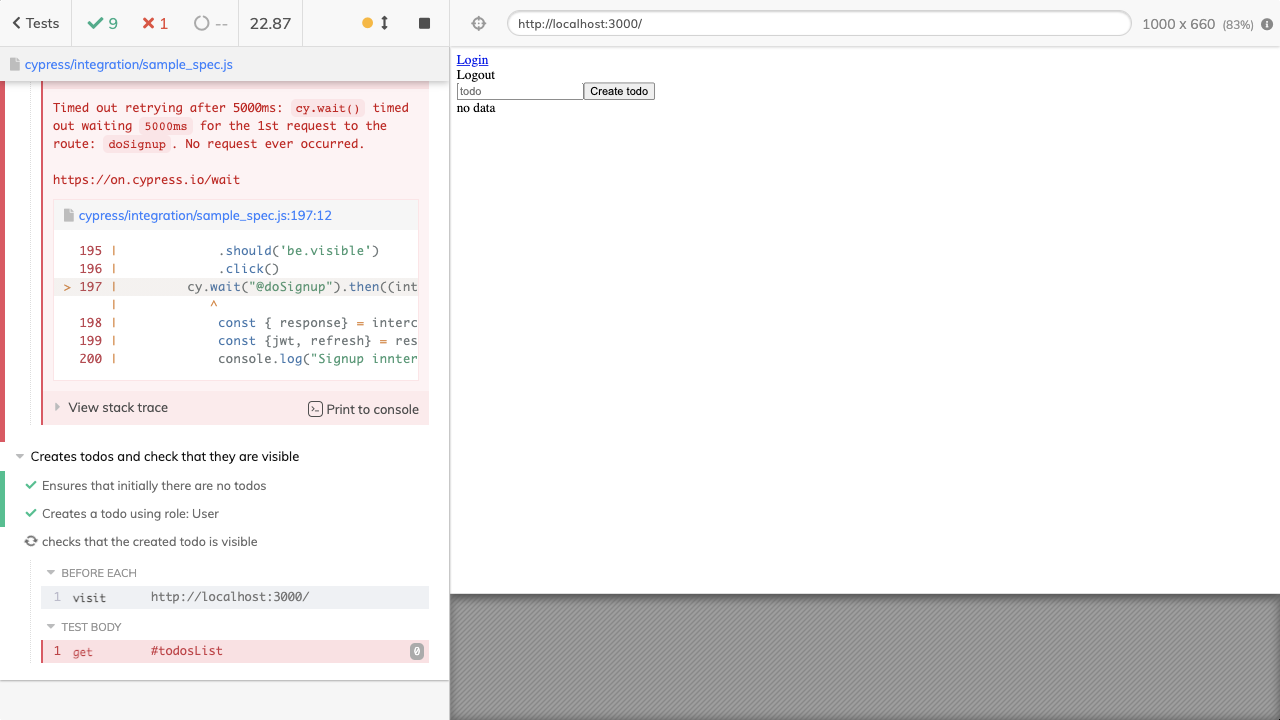 Tests
9
1
--
22.87
http://localhost:3000/
1000 x 660 (83%)
cypress/integration/sample_spec.js
Timed out retrying after 5000ms: cy.wait() timed
out waiting 5000ms for the 1st request to the
route: doSignup. No request ever occurred.
https://on.cypress.io/wait
cypress/integration/sample_spec.js:197:12
195 | .should('be.visible')
196 | .click()
> 197 | cy.wait("@doSignup").then((int
| ^
198 | const { response} = interc
199 | const {jwt, refresh} = res
200 | console.log("Signup innter
View stack trace
Print to console
Creates todos and check that they are visible
Ensures that initially there are no todos
Creates a todo using role: User
checks that the created todo is visible
BEFORE EACH
1 visit http://localhost:3000/
TEST BODY
1 get #todosList 0
Login
Logout
todo Create todo
no data